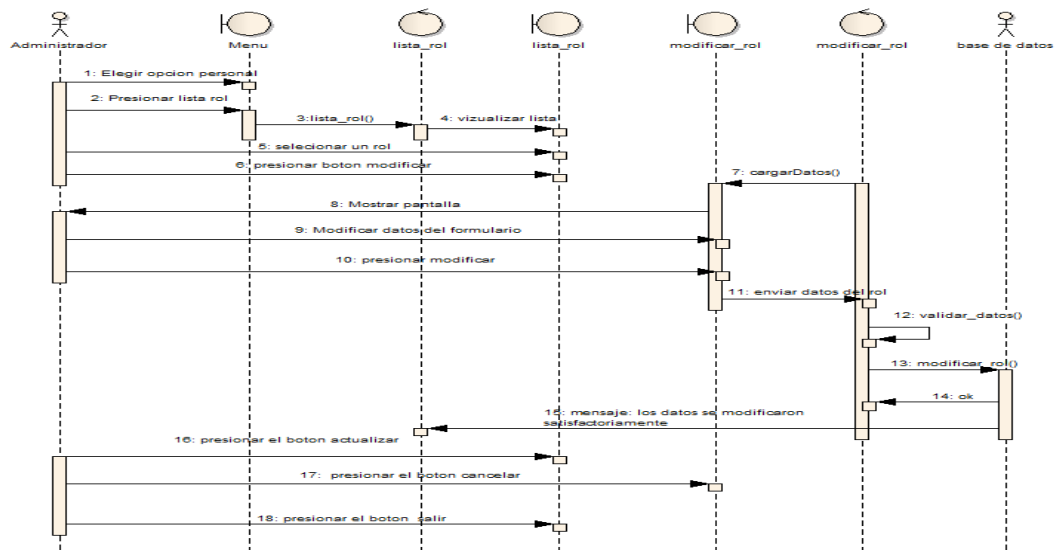 Administrador
Menu
lista_rol
lista_rol
modificar_rol
modificar_rol
base de datos
1: Elegir opcion personal
2: Presionar lista rol
3:lista_rol()
4: vizualizar lista
5: selecionar un rol
6: presionar boton modificar
7: cargarDatos()
8: Mostrar pantalla
9: Modificar datos del formulario
10: presionar modificar
11: enviar datos del rol
12: validar_datos()
13: modificar_rol()
14: ok
15: mensaje: los datos se modificaron
satisfactoriamente
16: presionar el boton actualizar
17: presionar el boton cancelar
18: presionar el boton salir